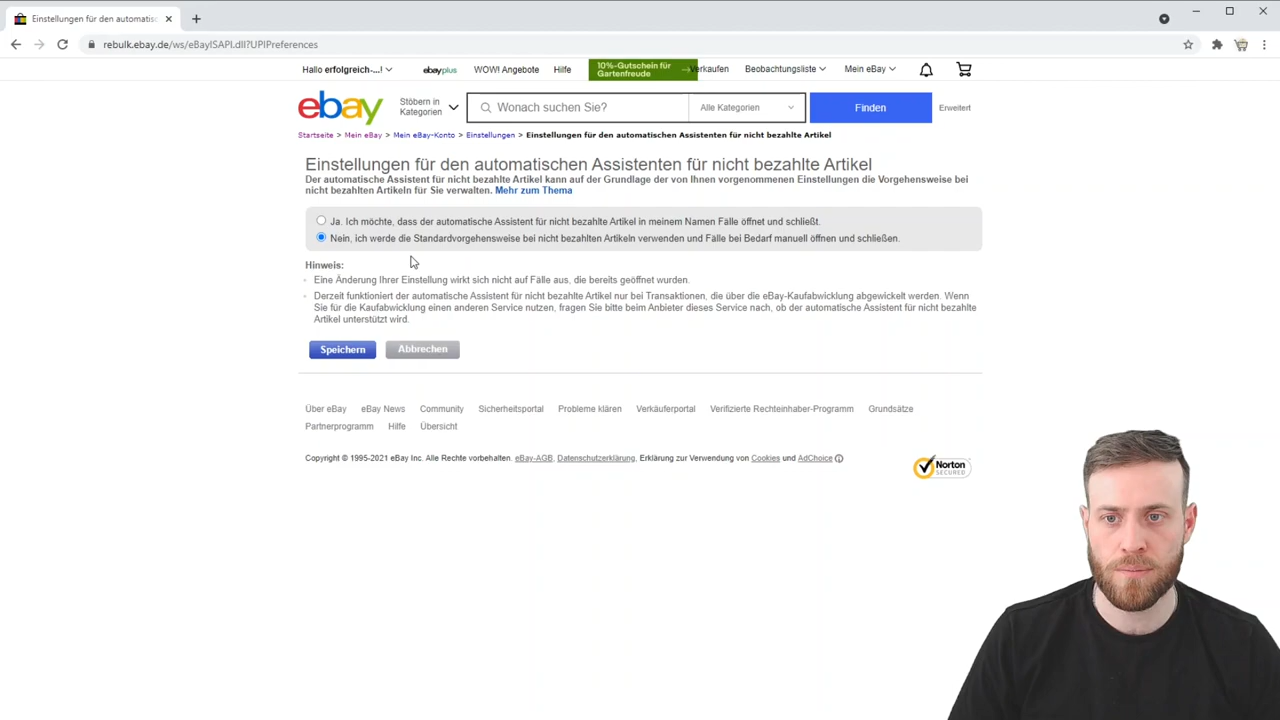 Einstellungen für den automatisc
rebulk.ebay.de/ws/eBayISAPI.dll?UPIPreferences
Hallo erfolgreich-...!
ebayplus
WOW! Angebote
Hilfe
10%-Gutschein für
Gartenfreude
Verkaufen
Beobachtungsliste
Mein eBay
ebay
Stöbern in
Kategorien
Wonach suchen Sie?
Alle Kategorien
Finden
Erweitert
Startseite > Mein eBay > Mein eBay-Konto > Einstellungen > Einstellungen für den automatischen Assistenten für nicht bezahlte Artikel
Einstellungen für den automatischen Assistenten für nicht bezahlte Artikel
Der automatische Assistent für nicht bezahlte Artikel kann auf der Grundlage der von Ihnen vorgenommenen Einstellungen die Vorgehensweise bei
nicht bezahlten Artikeln für Sie verwalten. Mehr zum Thema
Ja. Ich möchte, dass der automatische Assistent für nicht bezahlte Artikel in meinem Namen Fälle öffnet und schließt.
Nein, ich werde die Standardvorgehensweise bei nicht bezahlten Artikeln verwenden und Fälle bei Bedarf manuell öffnen und schließen.
Hinweis:
Eine Änderung Ihrer Einstellung wirkt sich nicht auf Fälle aus, die bereits geöffnet wurden.
Derzeit funktioniert der automatische Assistent für nicht bezahlte Artikel nur bei Transaktionen, die über die eBay-Kaufabwicklung abgewickelt werden. Wenn
Sie für die Kaufabwicklung einen anderen Service nutzen, fragen Sie bitte beim Anbieter dieses Service nach, ob der automatische Assistent für nicht bezahlte
Artikel unterstützt wird.
Speichern
Abbrechen
Über eBay
eBay News
Community
Sicherheitsportal
Probleme klären
Verkäuferportal
Verifizierte Rechteinhaber-Programm
Grundsätze
Partnerprogramm
Hilfe
Übersicht
Copyright © 1995-2021 eBay Inc. Alle Rechte vorbehalten. eBay-AGB, Datenschutzerklärung, Erklärung zur Verwendung von Cookies und AdChoice
Norton
SECURED